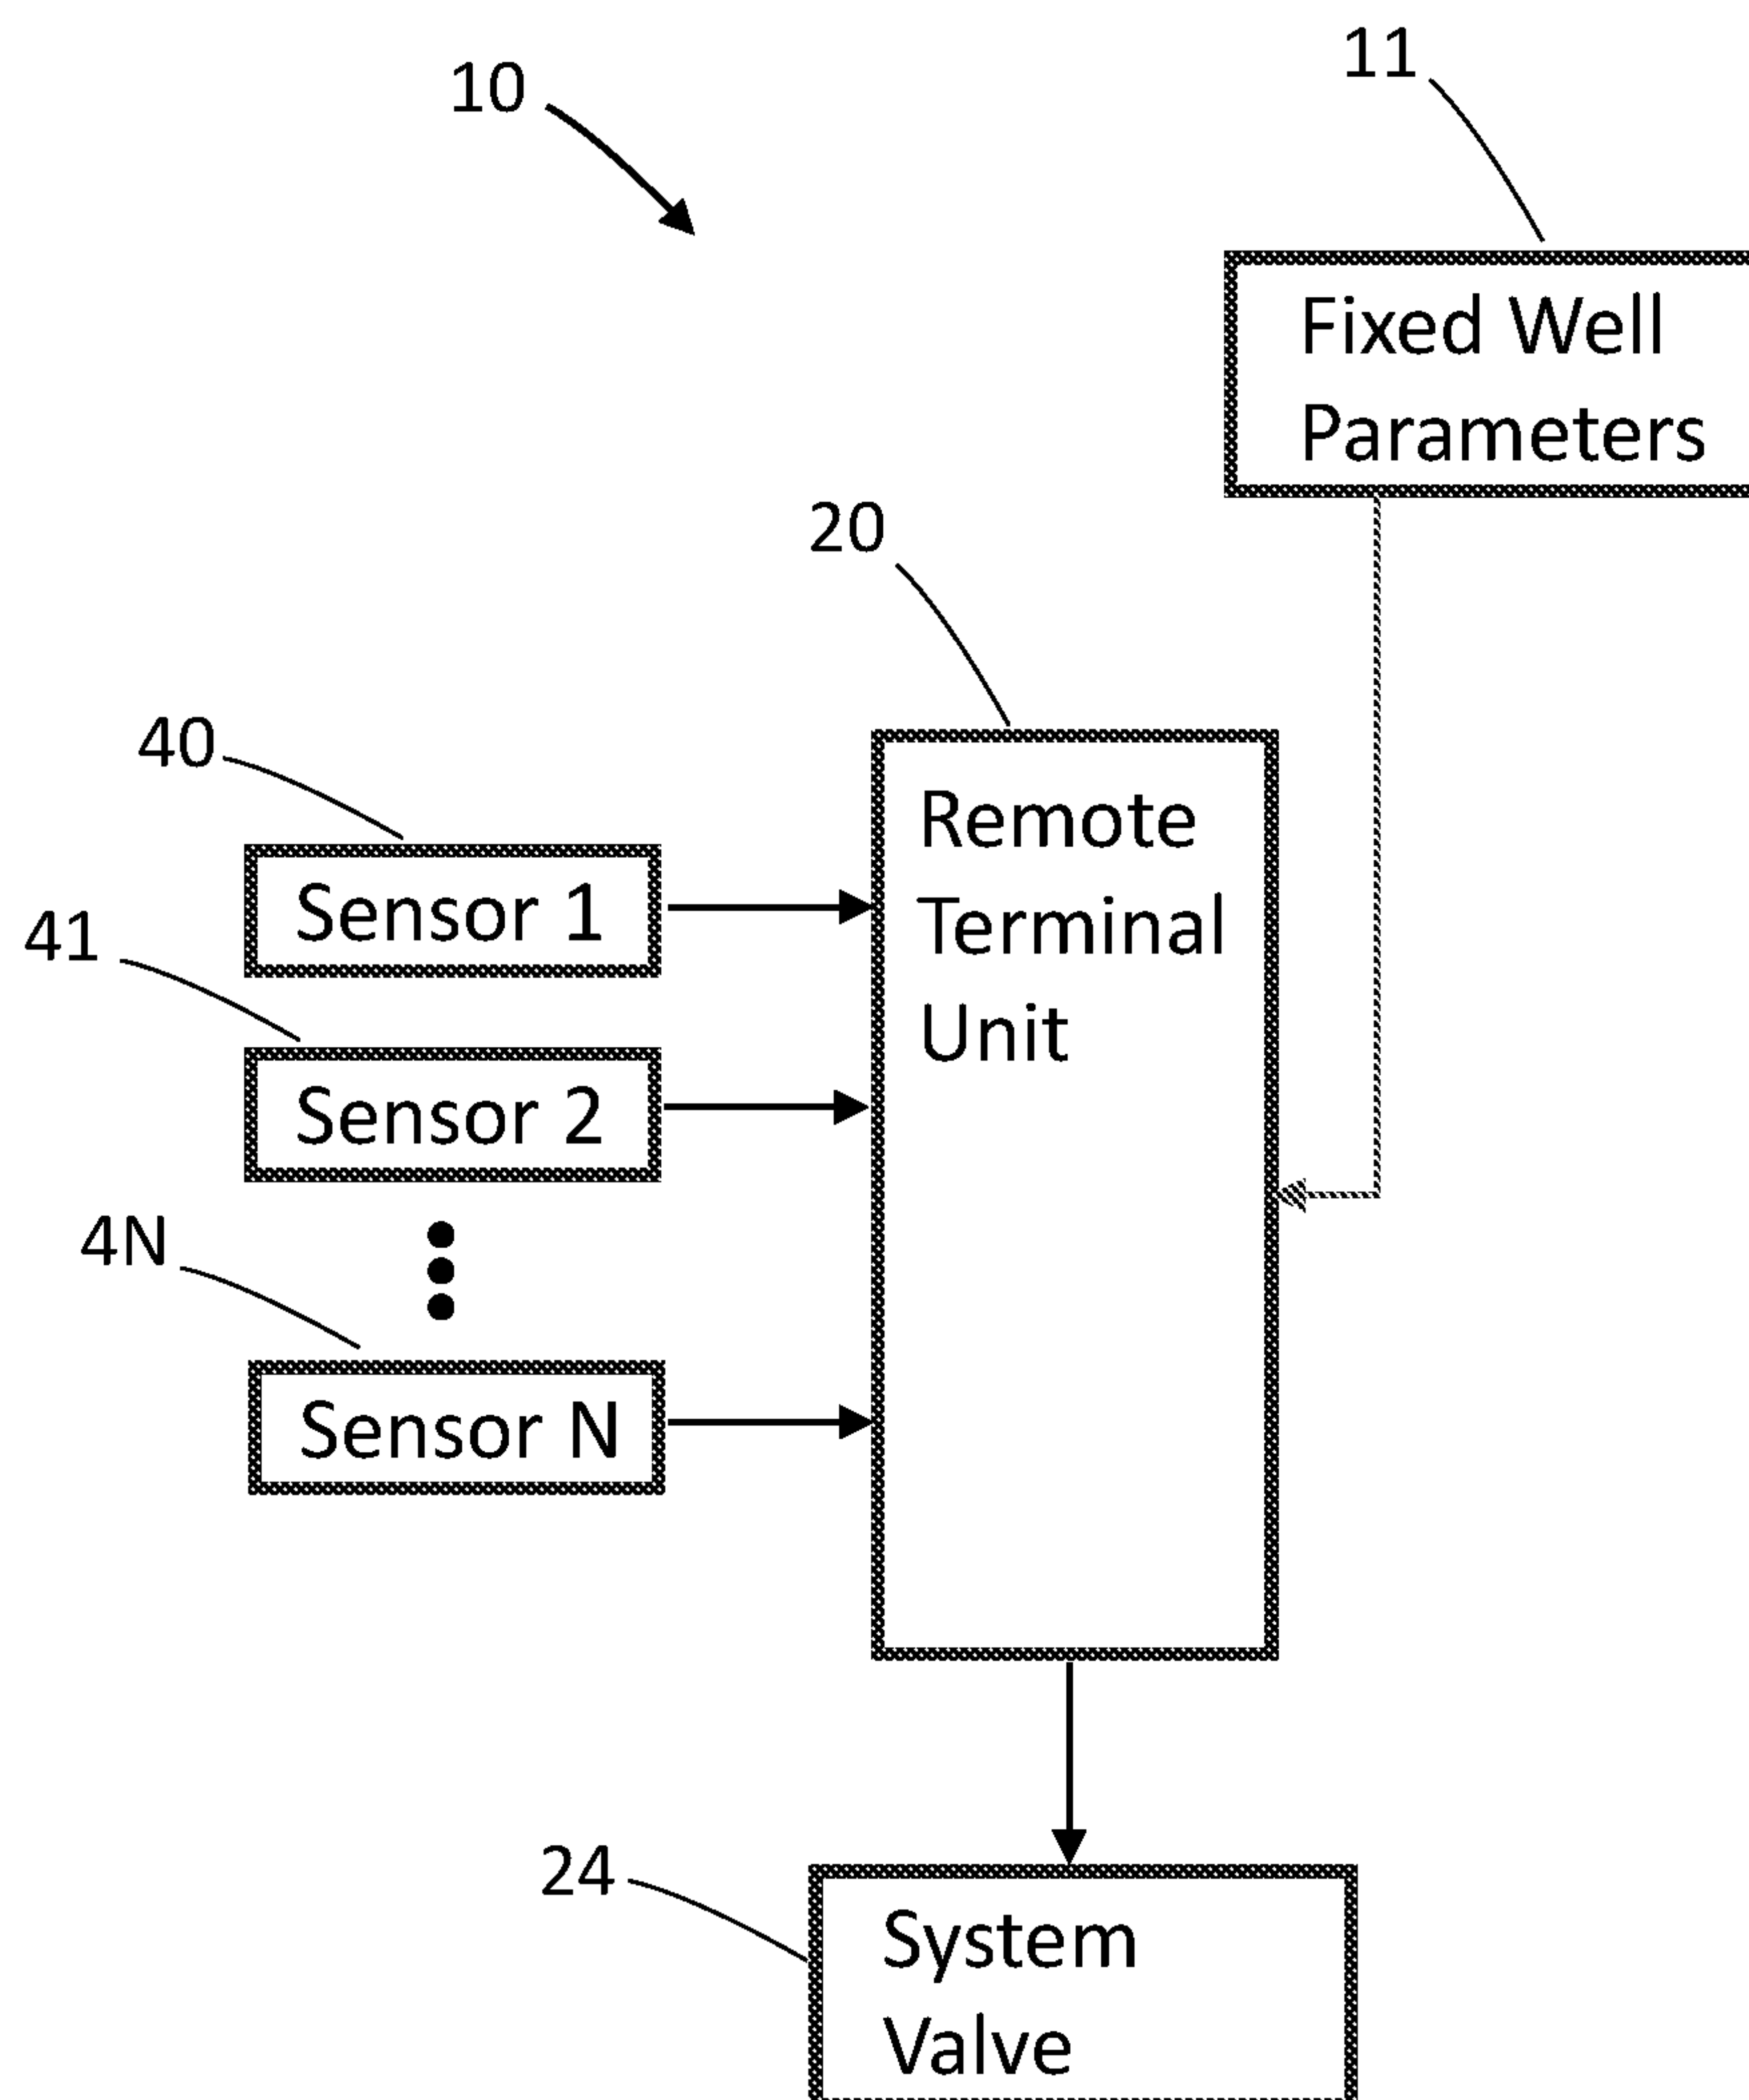 10
11
Fixed Well
Parameters
20
40
Remote
Terminal
Unit
Sensor 1
41
Sensor 2
4N
Sensor N
24
System
Valve